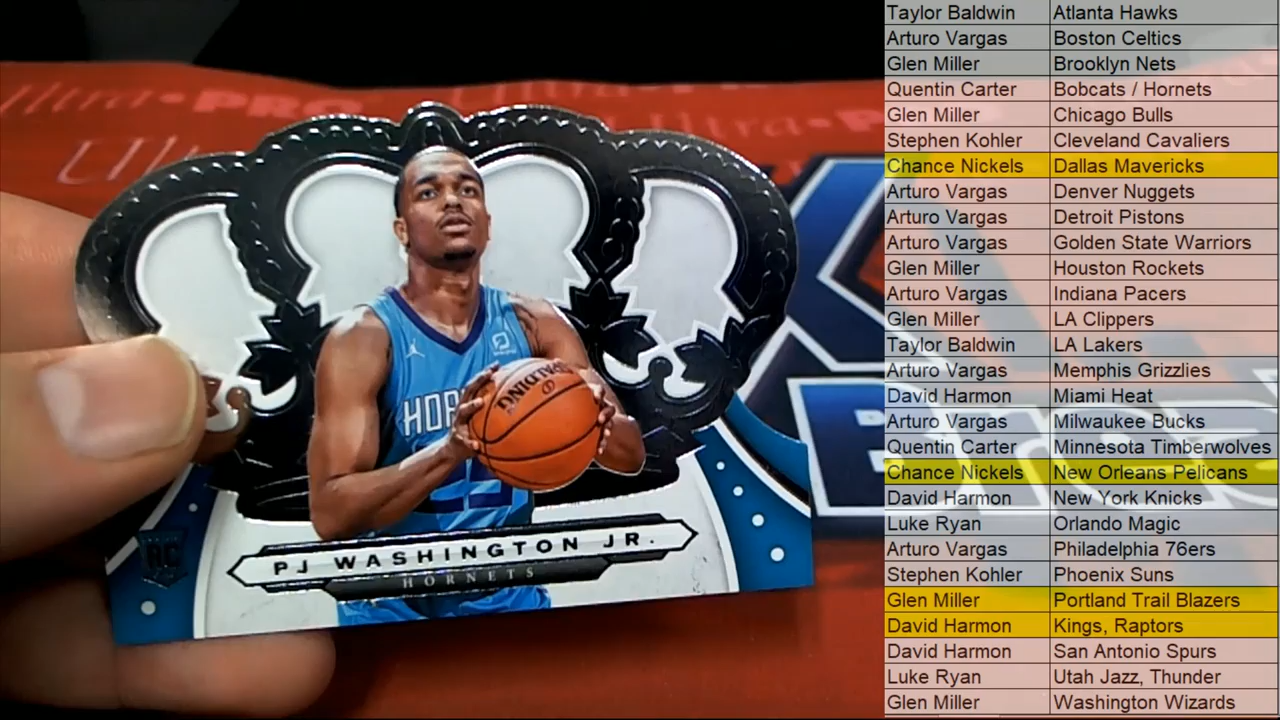 Ultra•PRO
Ultra
SPALDING
HOR
RC
PJ WASHINGTON JR.
HORNETS
Taylor Baldwin Atlanta Hawks
Arturo Vargas Boston Celtics
Glen Miller Brooklyn Nets
Quentin Carter Bobcats / Hornets
Glen Miller Chicago Bulls
Stephen Kohler Cleveland Cavaliers
Chance Nickels Dallas Mavericks
Arturo Vargas Denver Nuggets
Arturo Vargas Detroit Pistons
Arturo Vargas Golden State Warriors
Glen Miller Houston Rockets
Arturo Vargas Indiana Pacers
Glen Miller LA Clippers
Taylor Baldwin LA Lakers
Arturo Vargas Memphis Grizzlies
David Harmon Miami Heat
Arturo Vargas Milwaukee Bucks
Quentin Carter Minnesota Timberwolves
Chance Nickels New Orleans Pelicans
David Harmon New York Knicks
Luke Ryan Orlando Magic
Arturo Vargas Philadelphia 76ers
Stephen Kohler Phoenix Suns
Glen Miller Portland Trail Blazers
David Harmon Kings, Raptors
David Harmon San Antonio Spurs
Luke Ryan Utah Jazz, Thunder
Glen Miller Washington Wizards